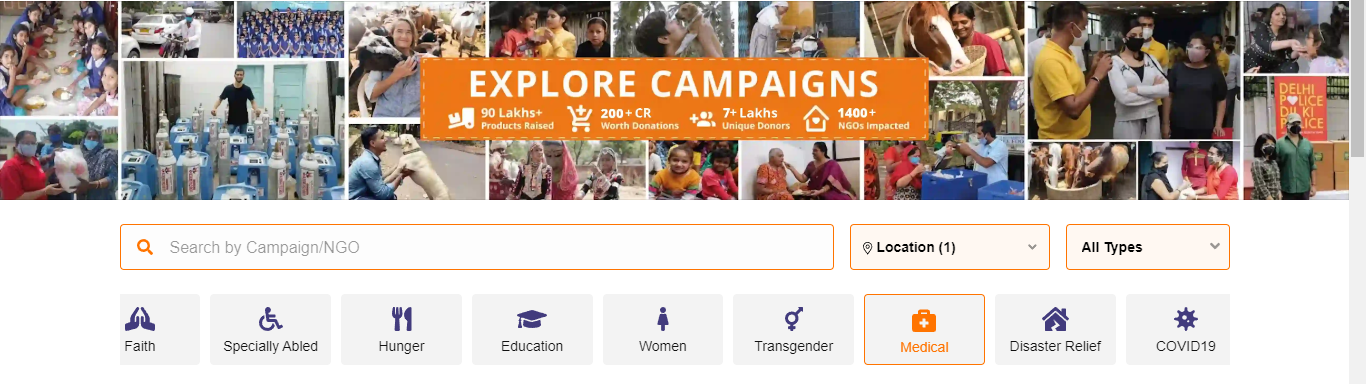 EXPLORE CAMPAIGNS
90 Lakhs+
Products Raised
200+ CR
Worth Donations
7+ Lakhs
Unique Donors
1400+
NGOs Impacted
DELHI
POLICE
DILKI
POLICE
Search by Campaign/NGO
Location (1)
All Types
Faith
Specially Abled
Hunger
Education
Women
Transgender
Medical
Disaster Relief
COVID19